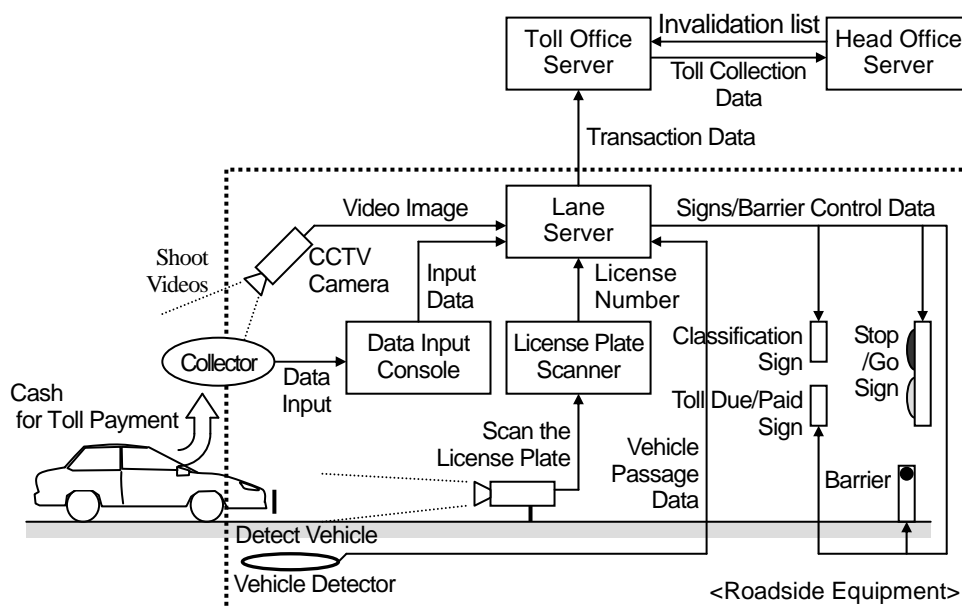 Toll Office
Server
Invalidation list
Toll Collection
Data
Head Office
Server
Transaction Data
Video Image
Lane
Server
Signs/Barrier Control Data
Shoot
Videos
CCTV
Camera
Input
Data
License
Number
Collector
Data
Input
Data Input
Console
License Plate
Scanner
Classification
Sign
Stop
/Go
Sign
Toll Due/Paid
Sign
Cash
for Toll Payment
Scan the
License Plate
Vehicle
Passage
Data
Barrier
Detect Vehicle
Vehicle Detector
<Roadside Equipment>